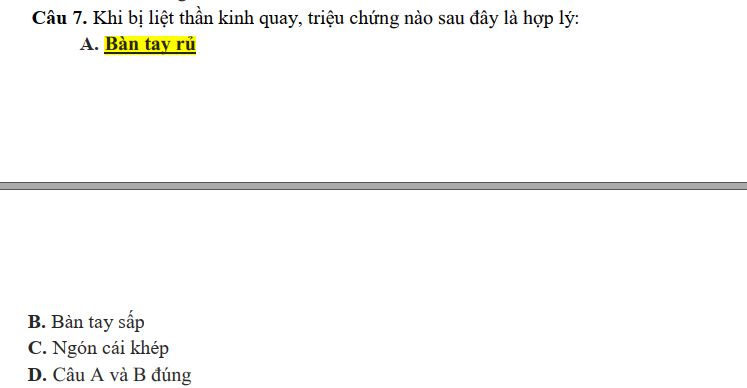 Câu 7. Khi bị liệt thần kinh quay, triệu chứng nào sau đây là hợp lý:
A. Bàn tay rủ
B. Bàn tay sấp
C. Ngón cái khép
D. Câu A và B đúng